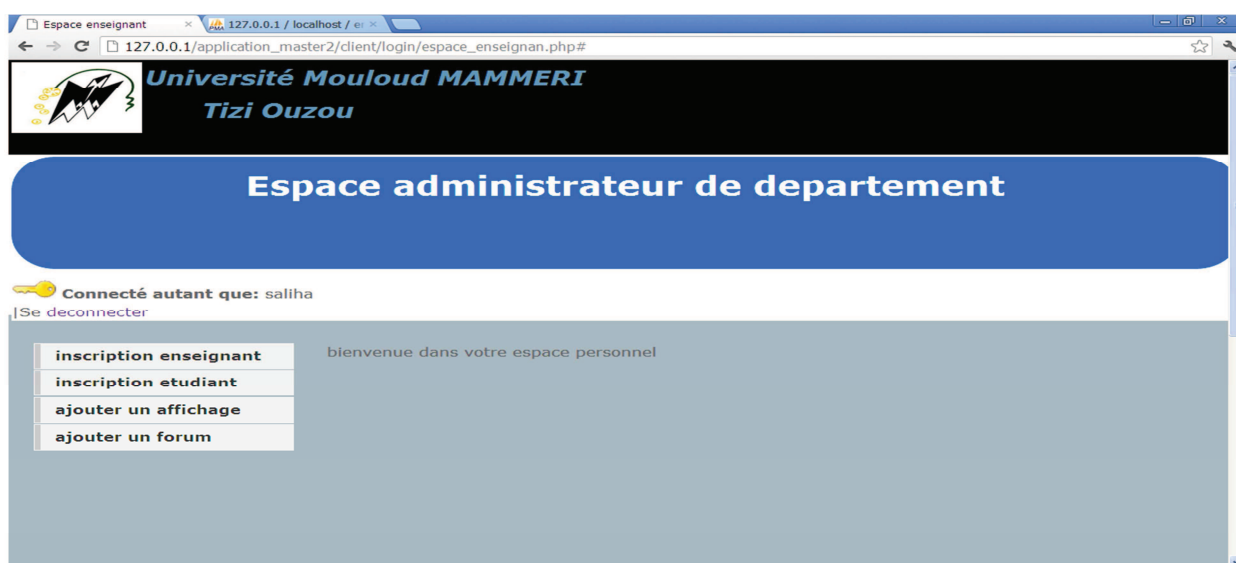 Espace enseignant
127.0.0.1 / localhost / er
127.0.0.1/application_master2/client/login/espace_enseignan.php#
Université Mouloud MAMMERI
Tizi Ouzou
Espace administrateur de departement
Connecté autant que: saliha
|Se deconnecter
inscription enseignant
bienvenue dans votre espace personnel
inscription etudiant
ajouter un affichage
ajouter un forum